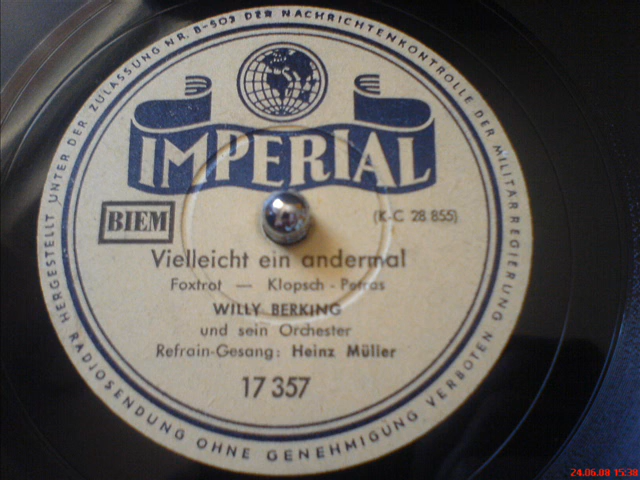 HERGESTELLT UNTER DER ZULASSUNG NR. B-503 DER NACHRICHTENKONTROLLE DER MILITÄR REGIERUNG
RADIOSENDUNG OHNE GENEHMIGUNG VERBOTEN
IMPERIAL
BIEM
(K-C 28 855)
Vielleicht ein andermal
Foxtrot — Klopsch - Petras
WILLY BERKING
und sein Orchester
Refrain-Gesang: Heinz Müller
17 357
24.06.08 15:38